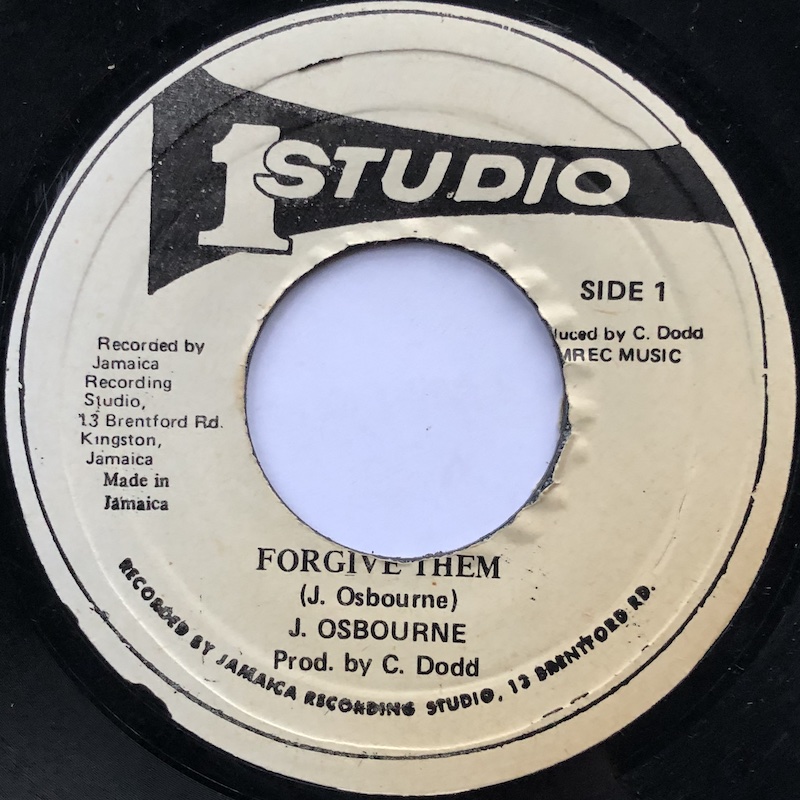 1 STUDIO
SIDE 1
uced by C. Dodd
MREC MUSIC
Recorded by
Jamaica
Recording
Studio,
13 Brentford Rd.
Kingston,
Jamaica
Made in
Jamaica
FORGIVE THEM
(J. Osbourne)
J. OSBOURNE
Prod. by C. Dodd
RECORDED BY JAMAICA RECORDING STUDIO, 13 BRENTFORD RD.